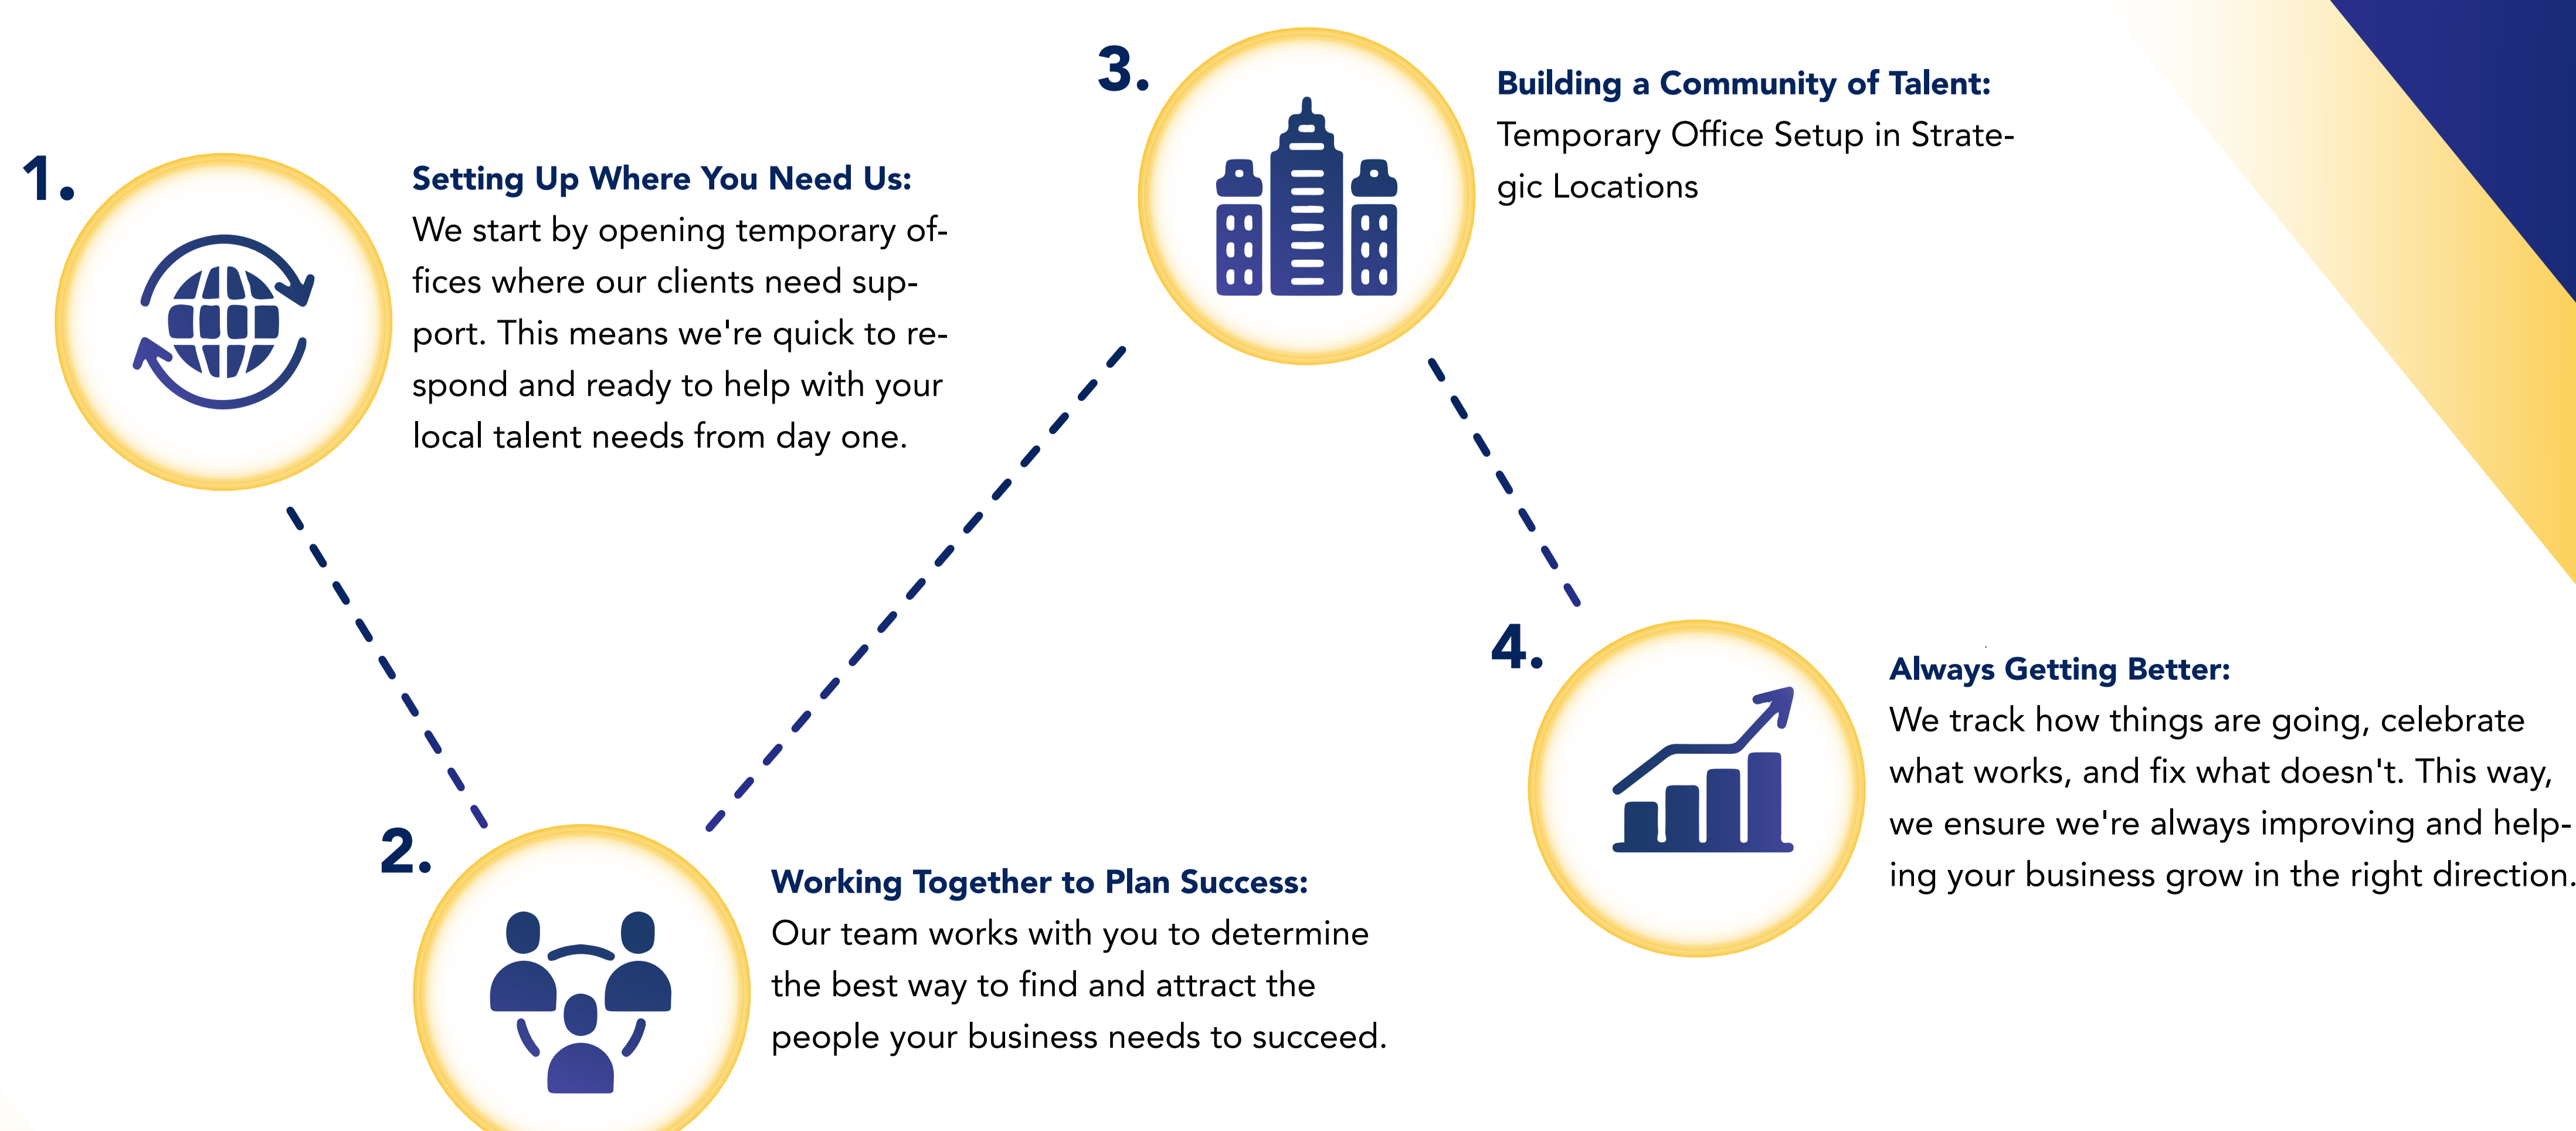 1.
Setting Up Where You Need Us:
We start by opening temporary of-
fices where our clients need sup-
port. This means we're quick to re-
spond and ready to help with your
local talent needs from day one.
2.
Working Together to Plan Success:
Our team works with you to determine
the best way to find and attract the
people your business needs to succeed.
3.
Building a Community of Talent:
Temporary Office Setup in Strate-
gic Locations
4.
Always Getting Better:
We track how things are going, celebrate
what works, and fix what doesn't. This way,
we ensure we're always improving and help-
ing your business grow in the right direction.